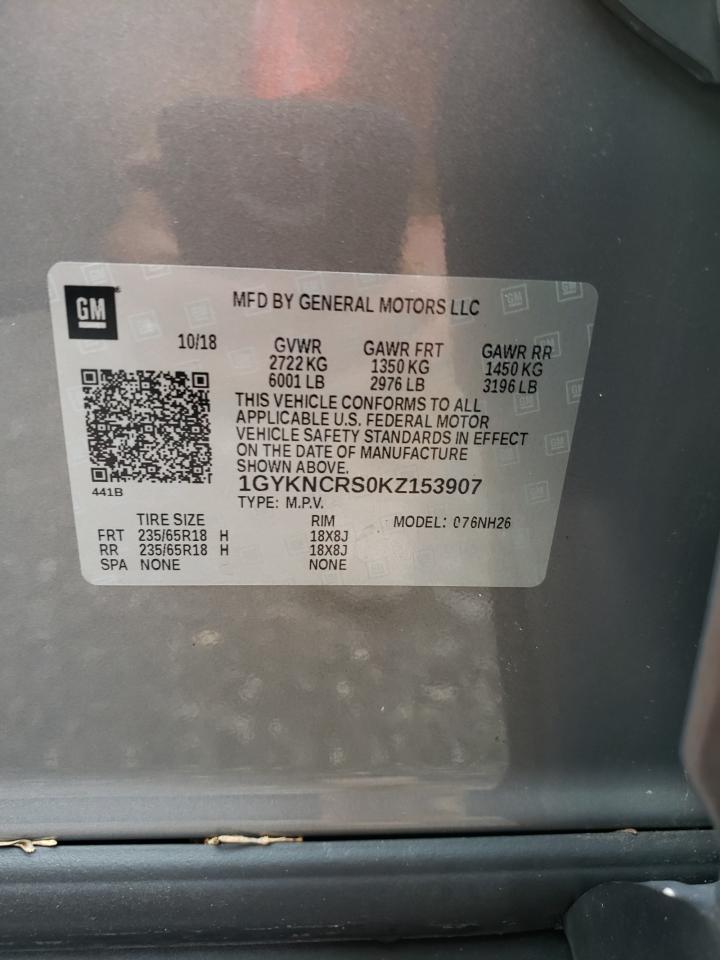 GM
MFD BY GENERAL MOTORS LLC
10/18
GVWR GAWR FRT GAWR RR
2722 KG 1350 KG 1450 KG
6001 LB 2976 LB 3196 LB
THIS VEHICLE CONFORMS TO ALL
APPLICABLE U.S. FEDERAL MOTOR
VEHICLE SAFETY STANDARDS IN EFFECT
ON THE DATE OF MANUFACTURE
SHOWN ABOVE.
441B
1GYKNCRS0KZ153907
TYPE: M.P.V.
TIRE SIZE RIM MODEL: 076NH26
FRT 235/65R18 H 18X8J
RR 235/65R18 H 18X8J
SPA NONE NONE